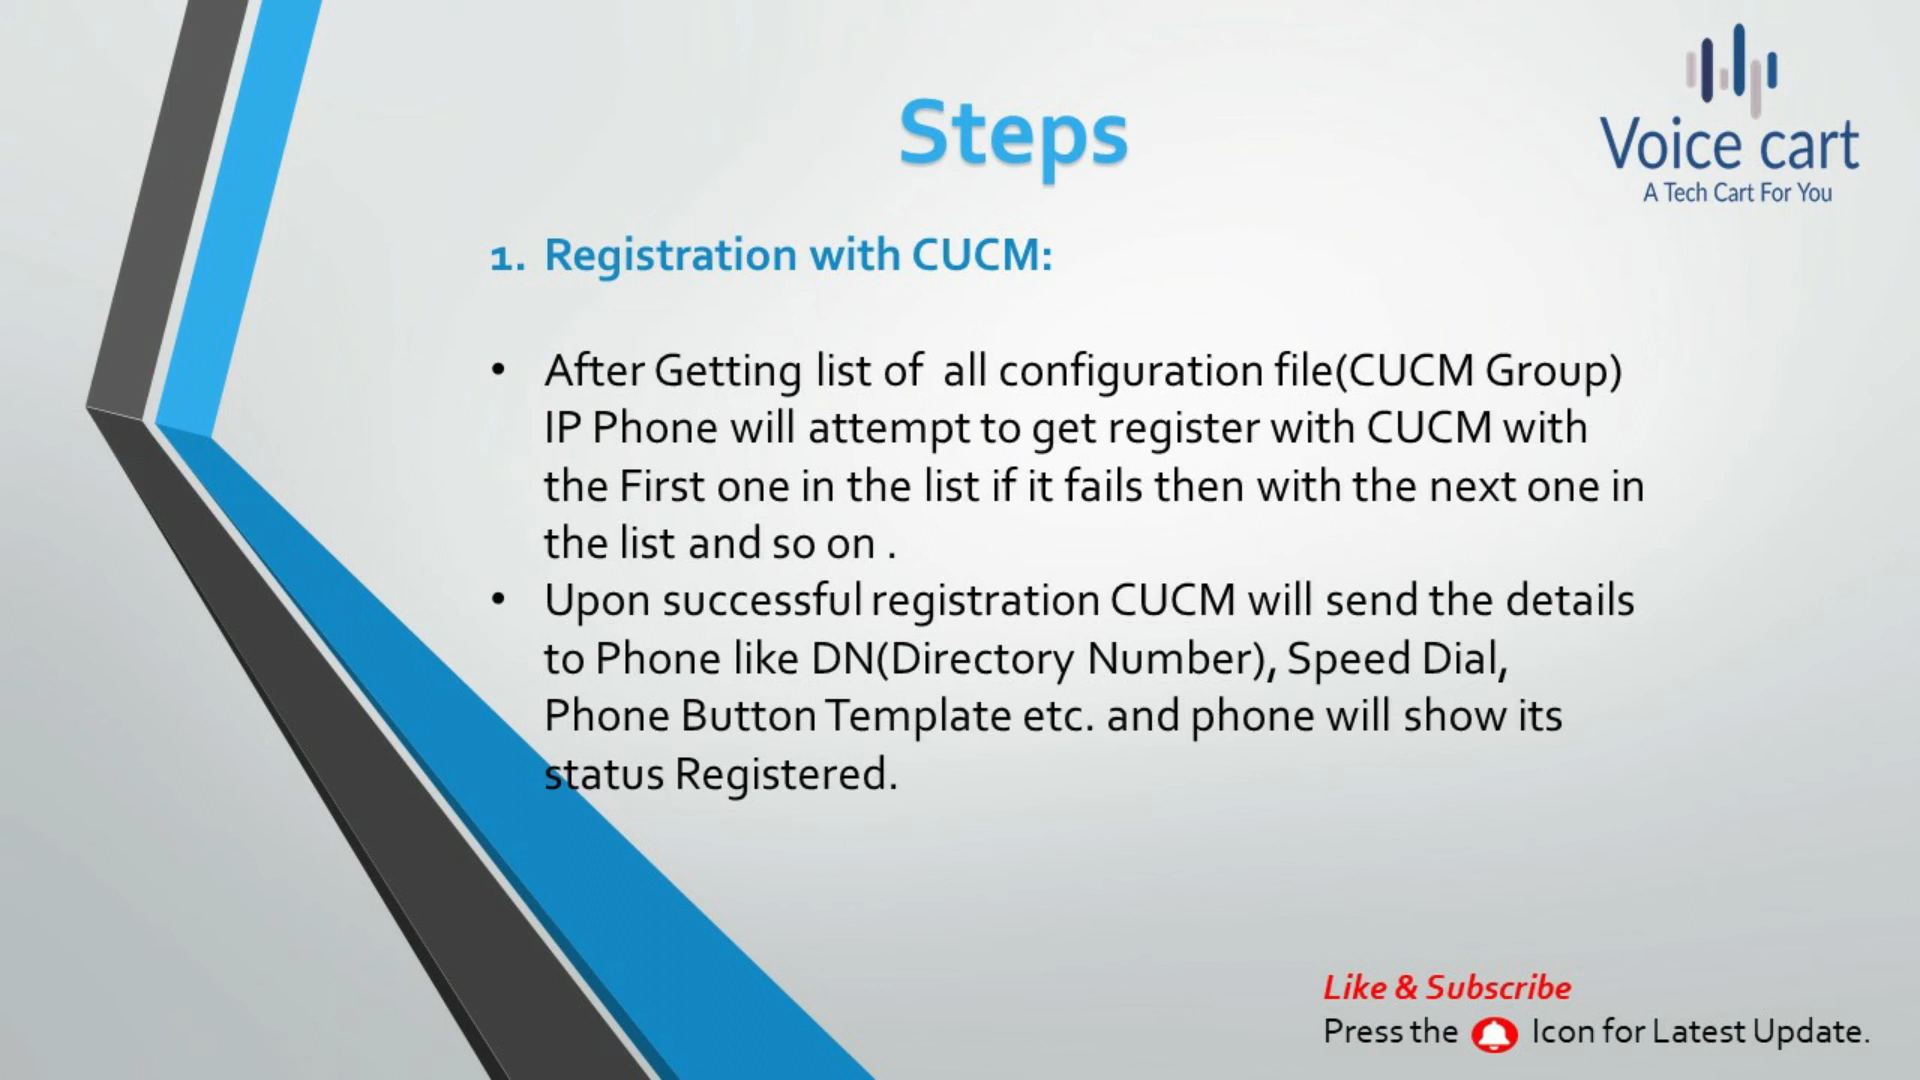 Voice cart
A Tech Cart For You
Steps
1. Registration with CUCM:
• After Getting list of all configuration file(CUCM Group)
IP Phone will attempt to get register with CUCM with
the First one in the list if it fails then with the next one in
the list and so on .
• Upon successful registration CUCM will send the details
to Phone like DN(Directory Number), Speed Dial,
Phone Button Template etc. and phone will show its
status Registered.
Like & Subscribe
Press the Icon for Latest Update.